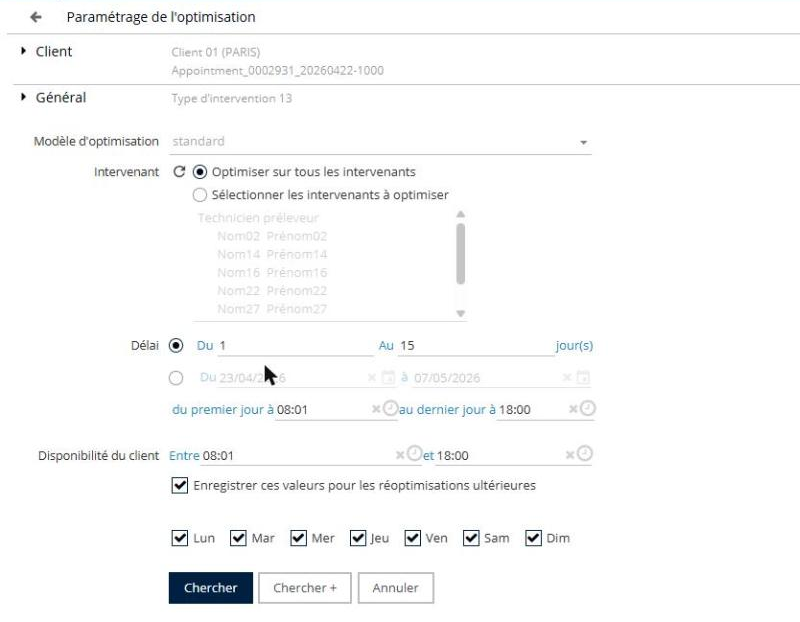 Paramétrage de l'optimisation
Client Client 01 (PARIS)
Appointment_0002931_20260422-1000
Général Type d'intervention 13
Modèle d'optimisation standard
Intervenant Optimiser sur tous les intervenants
Sélectionner les intervenants à optimiser
Technicien préleveur
Nom02 Prénom02
Nom14 Prénom14
Nom16 Prénom16
Nom22 Prénom22
Nom27 Prénom27
Délai Du 1 Au 15 jour(s)
Du à 07/05/2026
du premier jour à 08:01 au dernier jour à 18:00
Disponibilité du client Entre 08:01 et 18:00
Enregistrer ces valeurs pour les réoptimisations ultérieures
Lun Mar Mer Jeu Ven Sam Dim
Chercher Chercher + Annuler